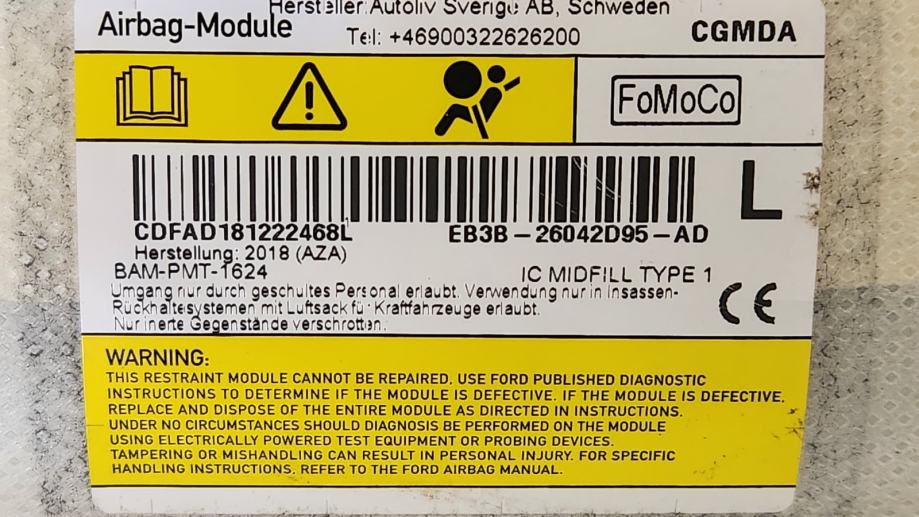 Hersteller: Autoliv Sverige AB, Schweden
Airbag-Module
Tel: +46900322626200
CGMDA
FoMoCo
L
CDFAD181222468L
EB3B-26042D95-AD
Herstellung: 2018 (AZA)
BAM-PMT-1624
IC MIDFILL TYPE 1
Umgang nur durch geschultes Personal erlaubt. Verwendung nur in Insassen-
Rückhaltesystemen mit Luftsack für Kraftfahrzeuge erlaubt.
Nur inerte Gegenstände verschrotten.
CE
WARNING:
THIS RESTRAINT MODULE CANNOT BE REPAIRED. USE FORD PUBLISHED DIAGNOSTIC
INSTRUCTIONS TO DETERMINE IF THE MODULE IS DEFECTIVE. IF THE MODULE IS DEFECTIVE,
REPLACE AND DISPOSE OF THE ENTIRE MODULE AS DIRECTED IN INSTRUCTIONS.
UNDER NO CIRCUMSTANCES SHOULD DIAGNOSIS BE PERFORMED ON THE MODULE
USING ELECTRICALLY POWERED TEST EQUIPMENT OR PROBING DEVICES.
TAMPERING OR MISHANDLING CAN RESULT IN PERSONAL INJURY. FOR SPECIFIC
HANDLING INSTRUCTIONS, REFER TO THE FORD AIRBAG MANUAL.